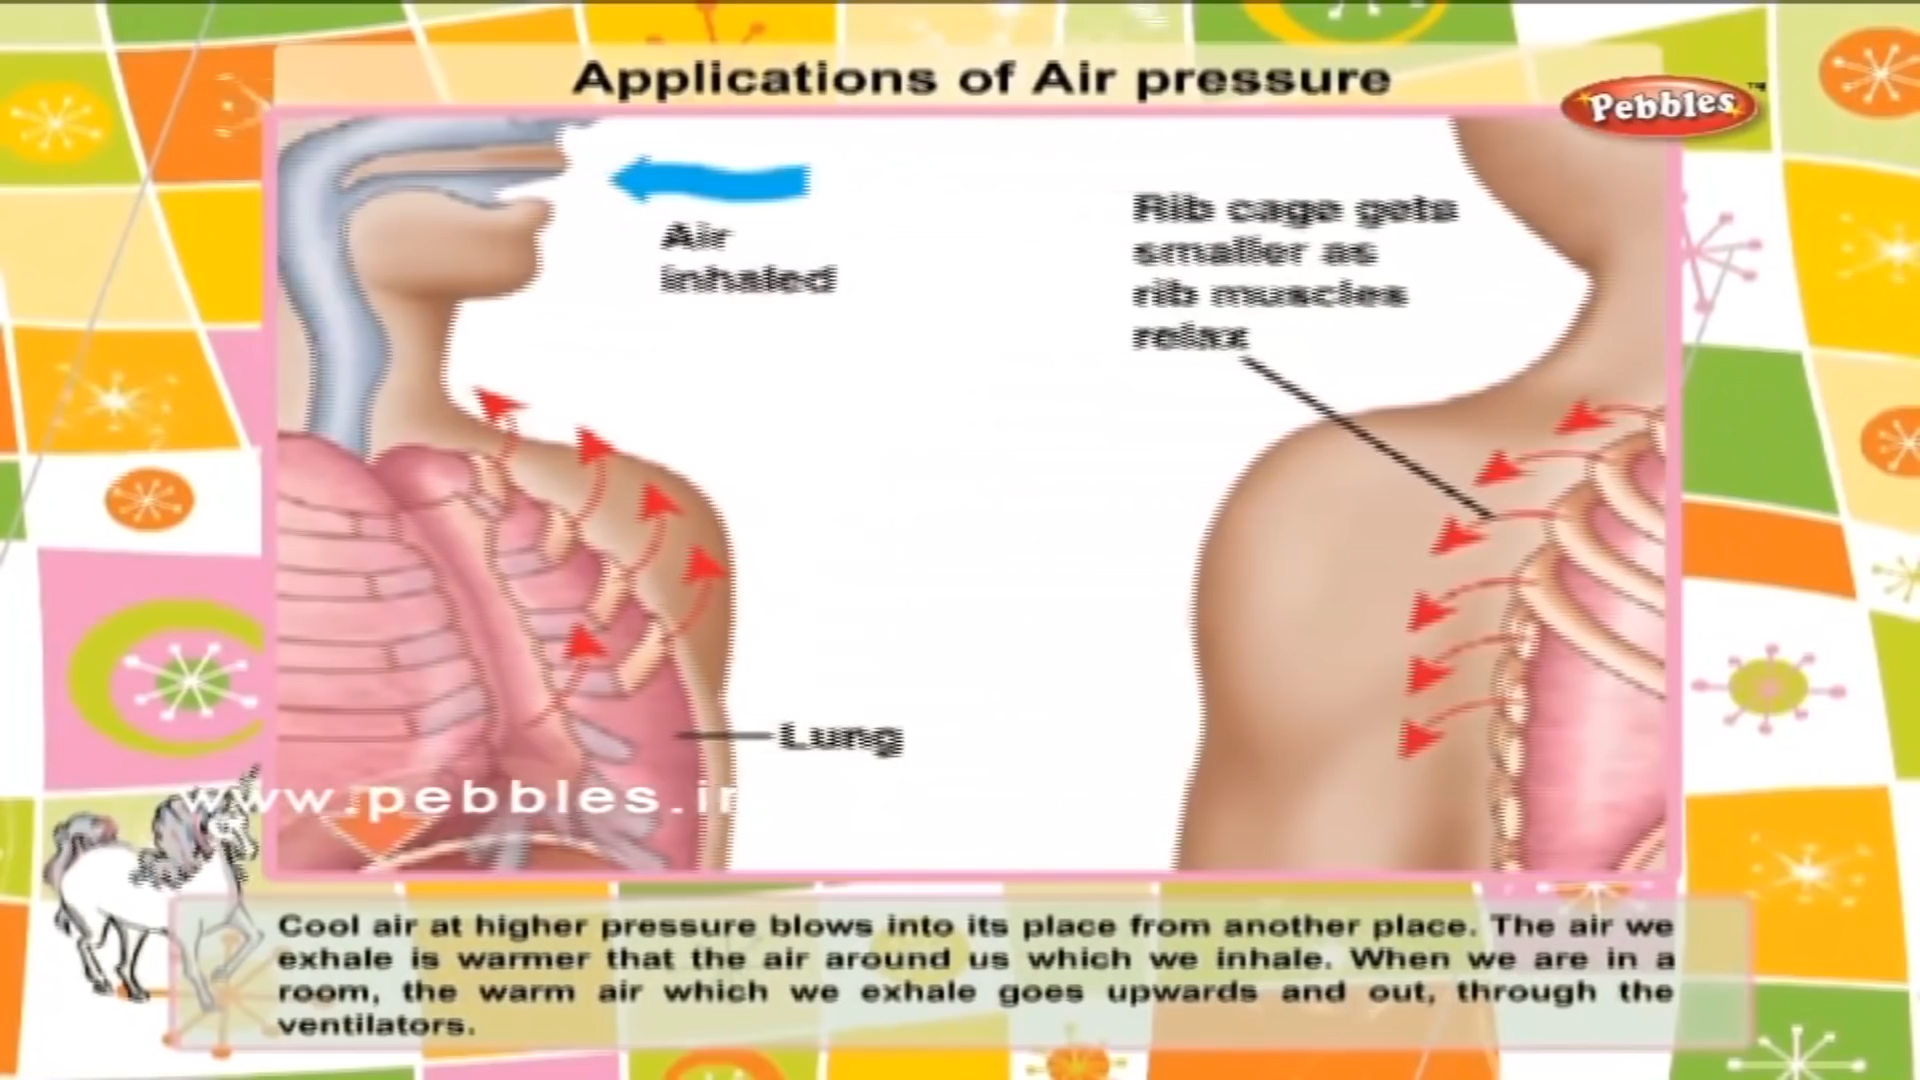 Applications of Air pressure
Pebbles™
Air
inhaled
Rib cage gets
smaller as
rib muscles
relax
Lung
www.pebbles.in
Cool air at higher pressure blows into its place from another place. The air we
exhale is warmer that the air around us which we inhale. When we are in a
room, the warm air which we exhale goes upwards and out, through the
ventilators.